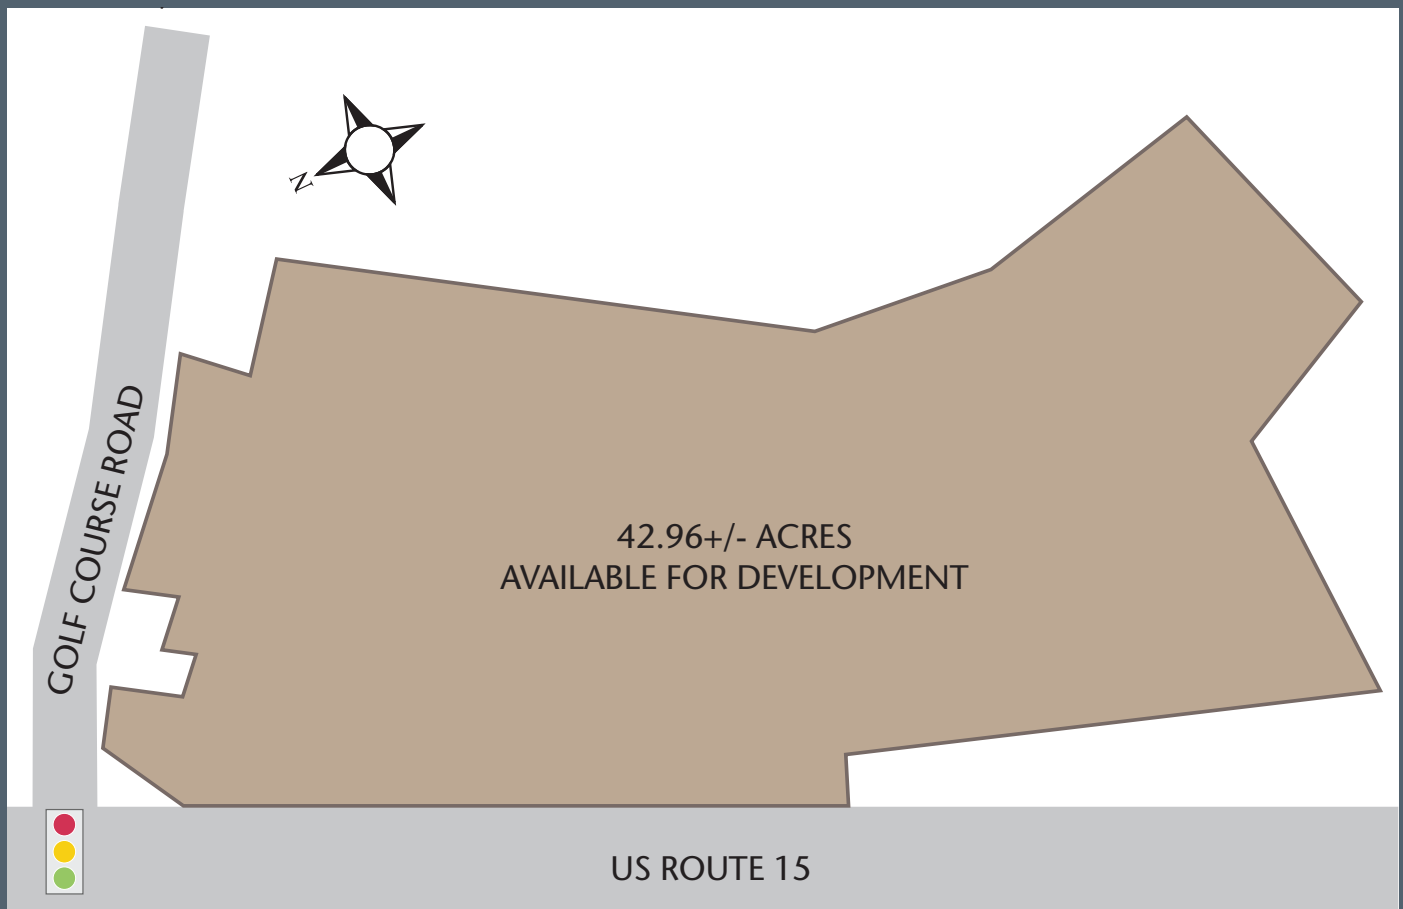 N
GOLF COURSE ROAD
42.96+/- ACRES
AVAILABLE FOR DEVELOPMENT
US ROUTE 15